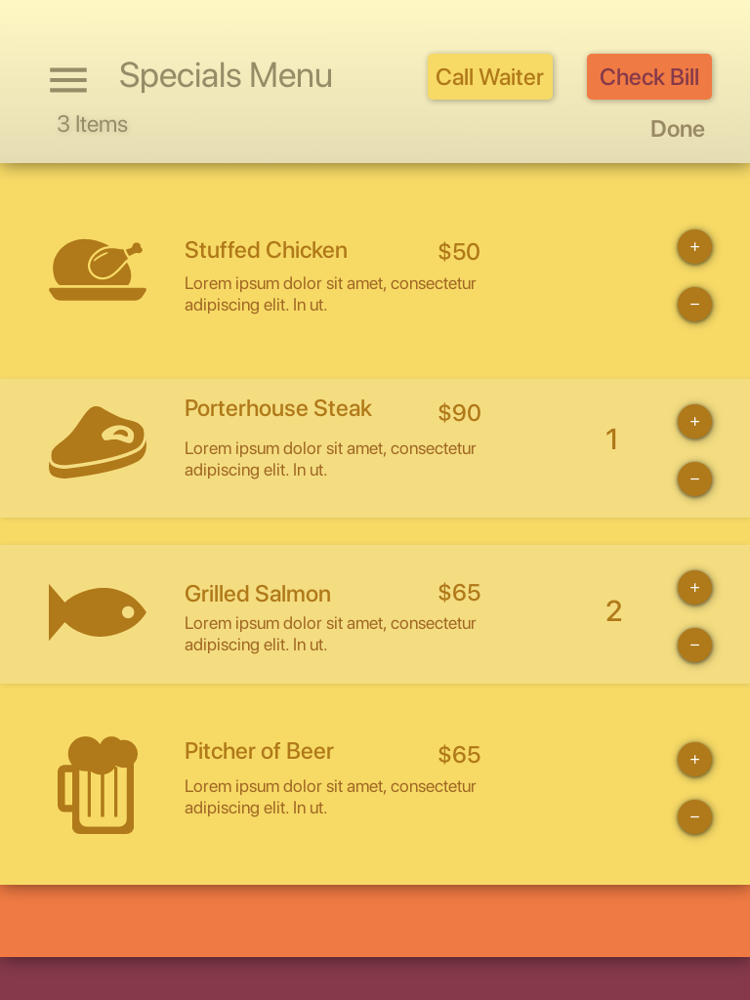 Specials Menu
Call Waiter
Check Bill
3 Items
Done
Stuffed Chicken
$50
+
Lorem ipsum dolor sit amet, consectetur
adipiscing elit. In ut.
−
Porterhouse Steak
$90
+
1
Lorem ipsum dolor sit amet, consectetur
adipiscing elit. In ut.
−
Grilled Salmon
$65
+
2
Lorem ipsum dolor sit amet, consectetur
adipiscing elit. In ut.
−
Pitcher of Beer
$65
+
Lorem ipsum dolor sit amet, consectetur
adipiscing elit. In ut.
−